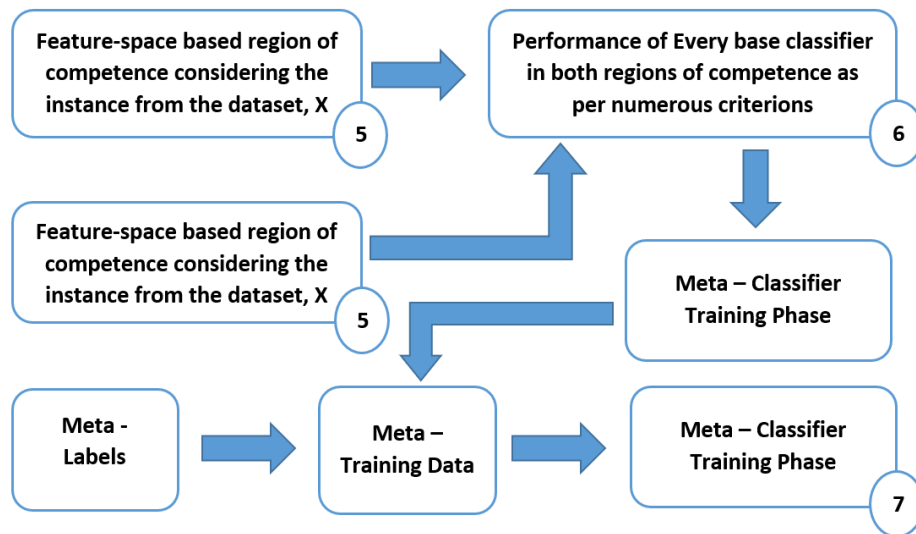 Feature-space based region of
competence considering the
instance from the dataset, X
5
Performance of Every base classifier
in both regions of competence as
per numerous criterions
6
Feature-space based region of
competence considering the
instance from the dataset, X
5
Meta – Classifier
Training Phase
Meta -
Labels
Meta –
Training Data
Meta – Classifier
Training Phase
7